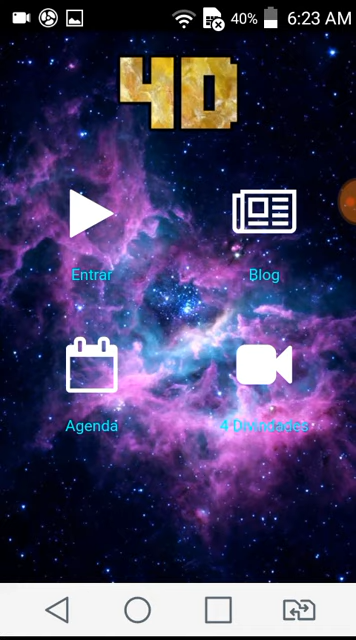 40% 6:23 AM
4D
Entrar
Blog
Agenda
4 Divindades